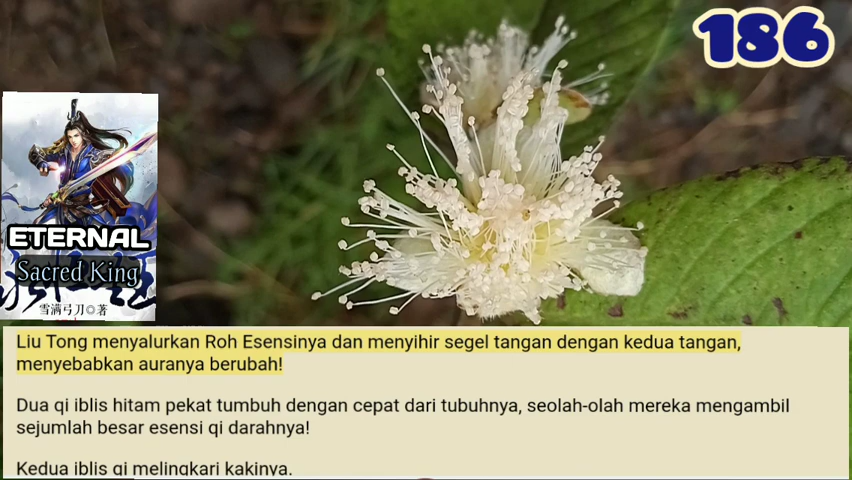 186
ETERNAL
Sacred King
雪满弓刀◎著
Liu Tong menyalurkan Roh Esensinya dan menyihir segel tangan dengan kedua tangan,
menyebabkan auranya berubah!
Dua qi iblis hitam pekat tumbuh dengan cepat dari tubuhnya, seolah-olah mereka mengambil
sejumlah besar esensi qi darahnya!
Kedua iblis qi melingkari kakinya.